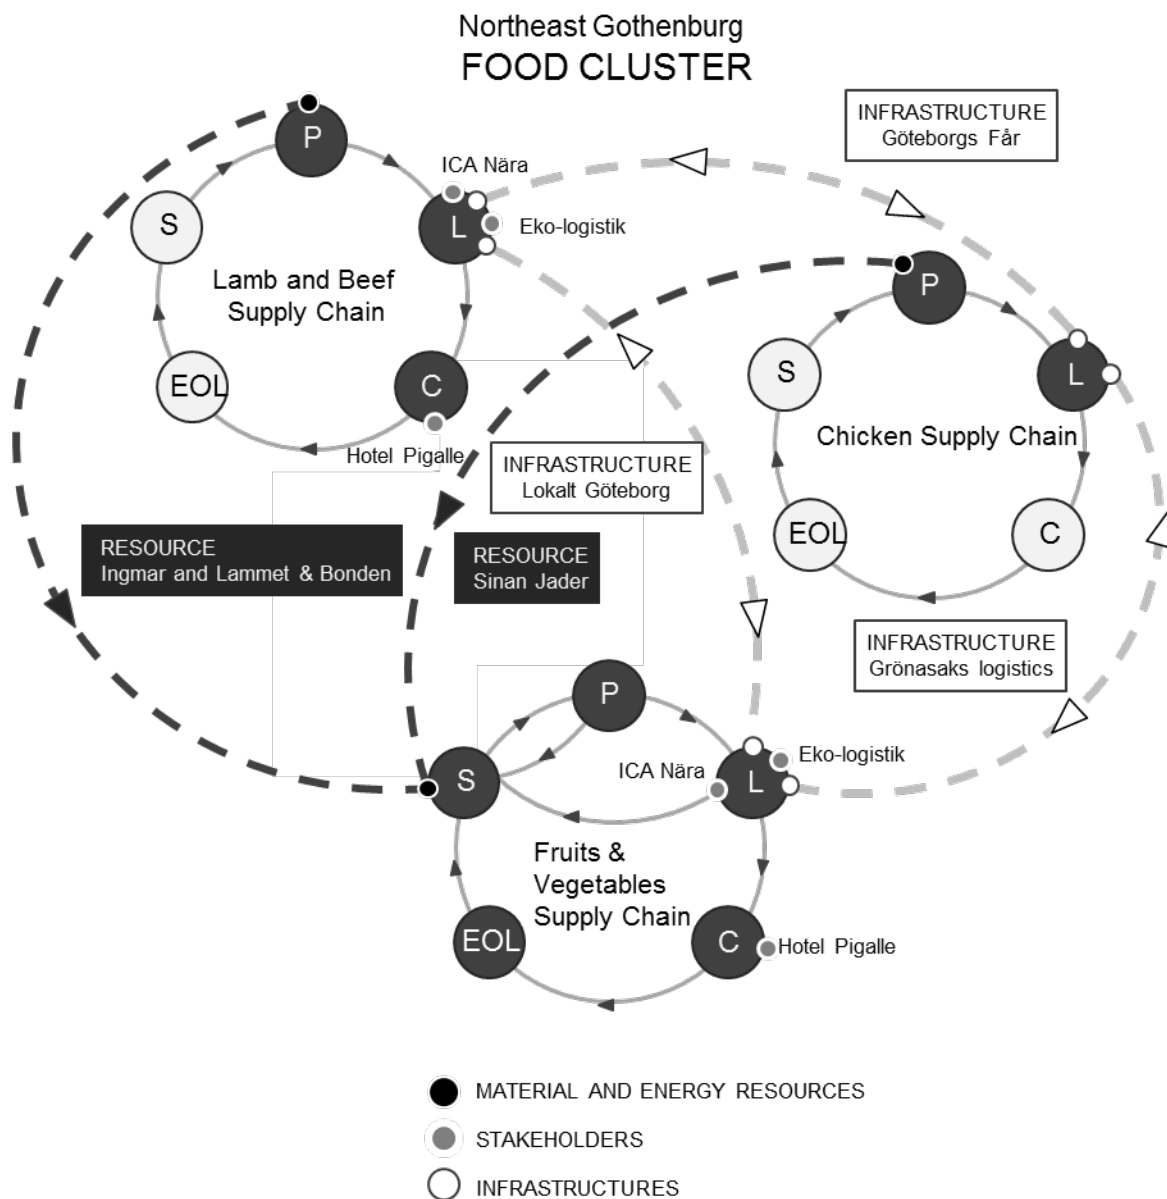 Northeast Gothenburg
FOOD CLUSTER
INFRASTRUCTURE
Göteborgs Får
P
ICA Nära
S
L
Eko-logistik
Lamb and Beef
Supply Chain
P
EOL
C
S
L
Hotel Pigalle
Chicken Supply Chain
INFRASTRUCTURE
Lokalt Göteborg
RESOURCE
Ingmar and Lammet & Bonden
RESOURCE
Sinan Jader
EOL
C
INFRASTRUCTURE
Grönasaks logistics
P
Eko-logistik
ICA Nära
S
L
Fruits &
Vegetables
Supply Chain
EOL
C
Hotel Pigalle
MATERIAL AND ENERGY RESOURCES
STAKEHOLDERS
INFRASTRUCTURES